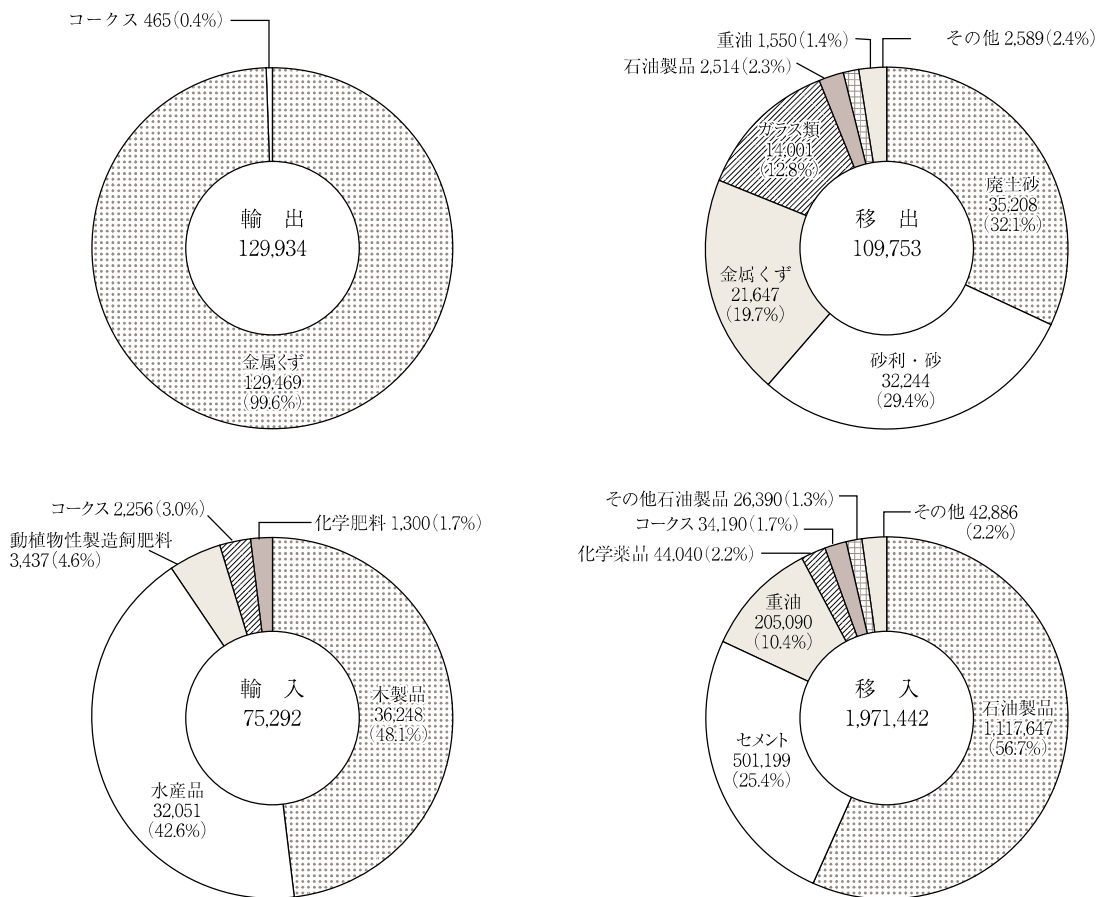 コークス 465(0.4%)
輸 出
129,934
金属くず
129,469
(99.6%)
重油 1,550(1.4%)
その他 2,589(2.4%)
石油製品 2,514(2.3%)
ガラス類
14,001
(12.8%)
廃土砂
35,208
(32.1%)
移 出
109,753
金属くず
21,647
(19.7%)
砂利・砂
32,244
(29.4%)
コークス 2,256(3.0%)
化学肥料 1,300(1.7%)
動植物性製造飼肥料
3,437(4.6%)
輸 入
75,292
木製品
36,248
(48.1%)
水産品
32,051
(42.6%)
その他石油製品 26,390(1.3%)
コークス 34,190(1.7%)
化学薬品 44,040(2.2%)
その他 42,886
(2.2%)
重油
205,090
(10.4%)
移 入
1,971,442
石油製品
1,117,647
(56.7%)
セメント
501,199
(25.4%)